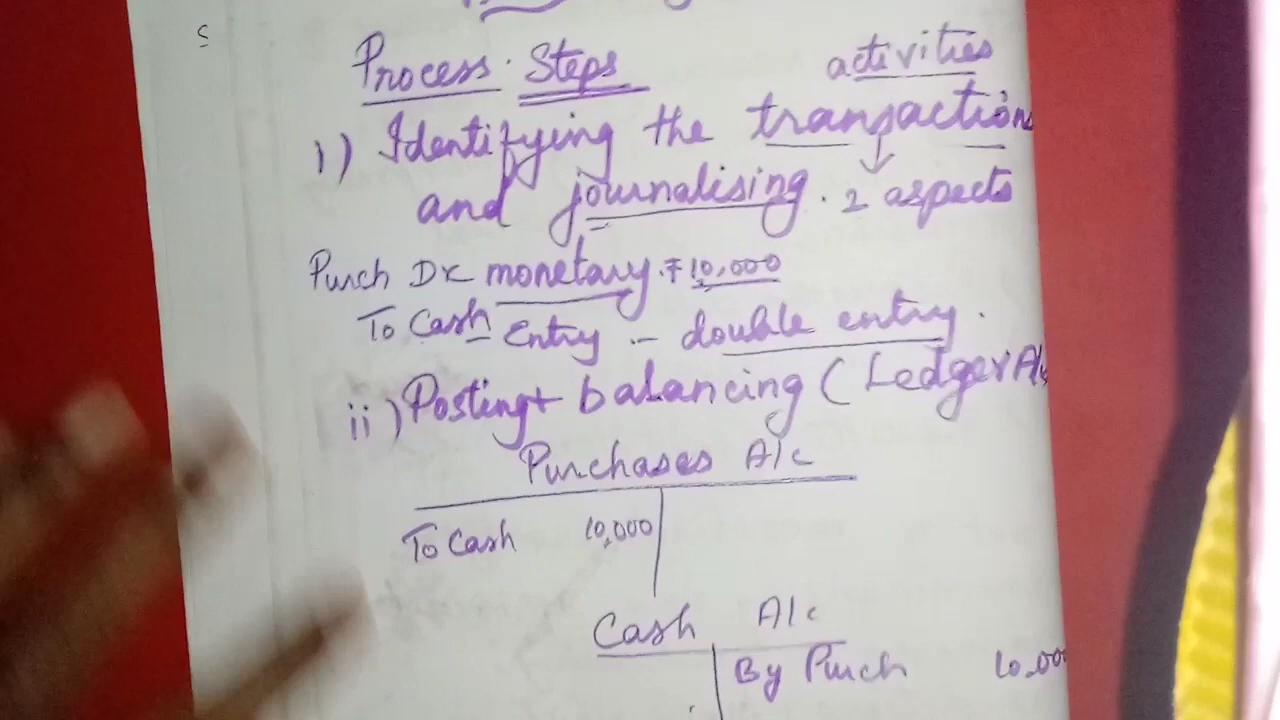 Process Steps activities
i) Identifying the transactions
and journalising. 2 aspects
Purch Dr monetary. ₹10,000
To Cash Entry - double entry.
ii) Posting + balancing (Ledger A/c
Purchases A/c
To Cash 10,000
Cash A/c
By Purch 10,000